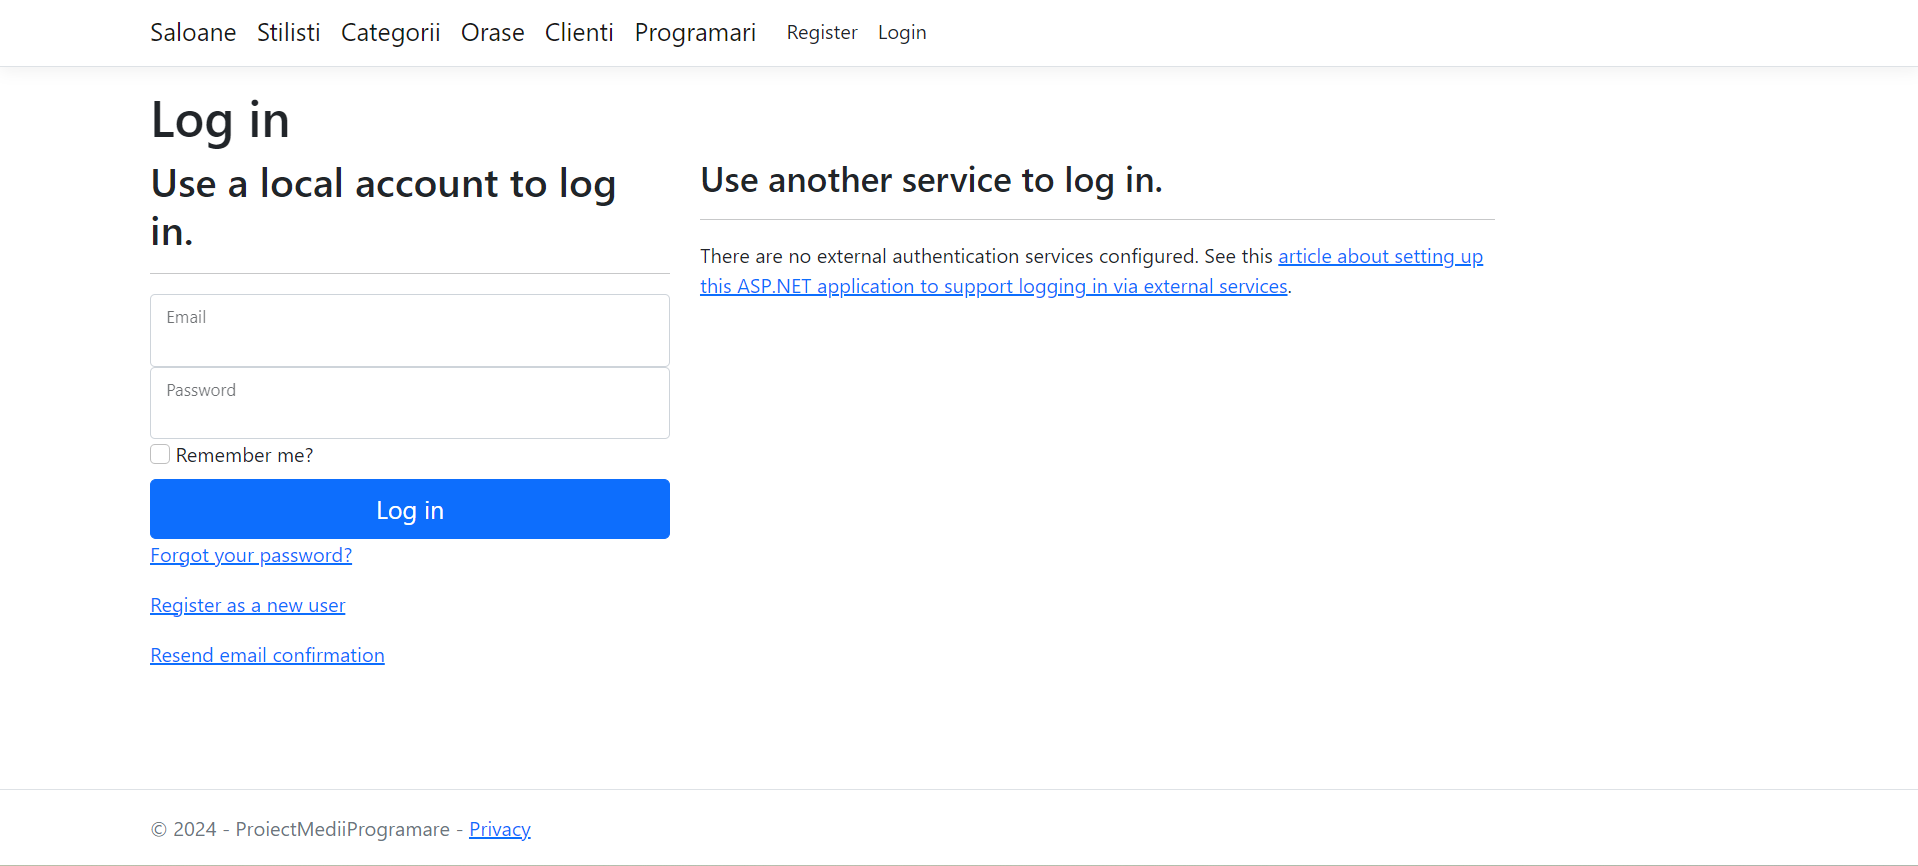 Saloane Stilisti Categorii Orase Clienti Programari Register Login
Log in
Use a local account to log
in.
Email
Password
Remember me?
Log in
Forgot your password?
Register as a new user
Resend email confirmation
Use another service to log in.
There are no external authentication services configured. See this article about setting up
this ASP.NET application to support logging in via external services.
© 2024 - ProiectMediiProgramare - Privacy